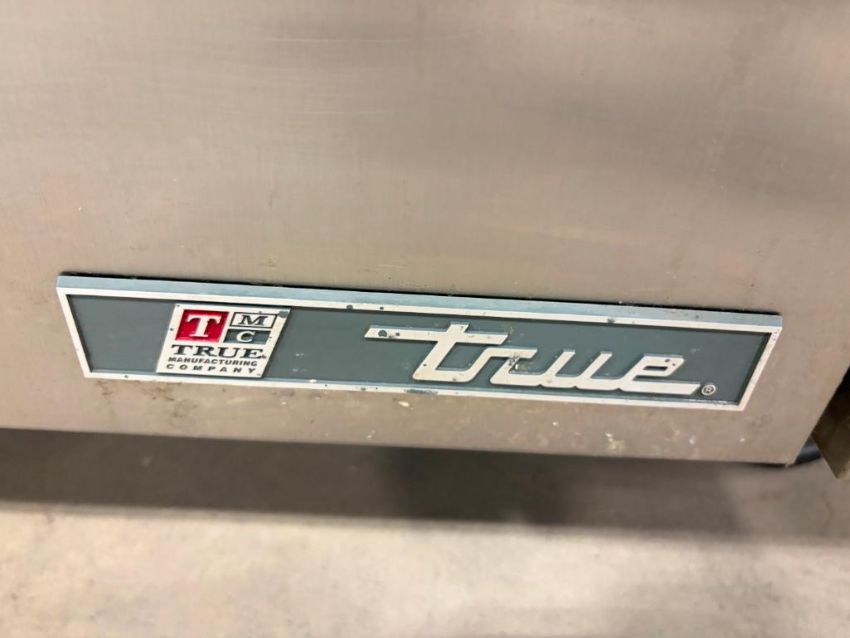 T M
C
TRUE
MANUFACTURING
COMPANY
true®